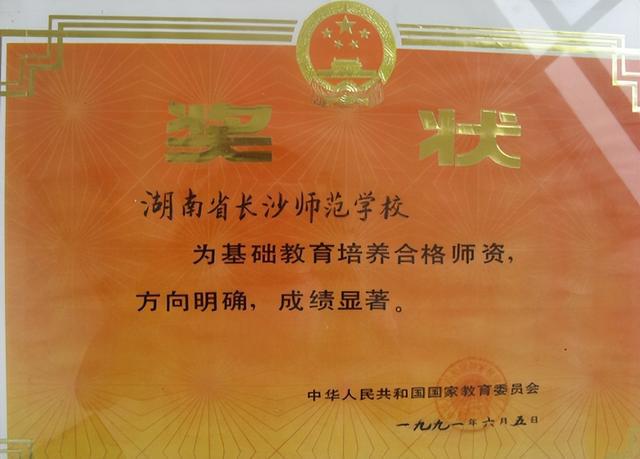 奖状
湖南省长沙师范学校
为基础教育培养合格师资，
方向明确，成绩显著。
中华人民共和国国家教育委员会
一九九一年六月五日